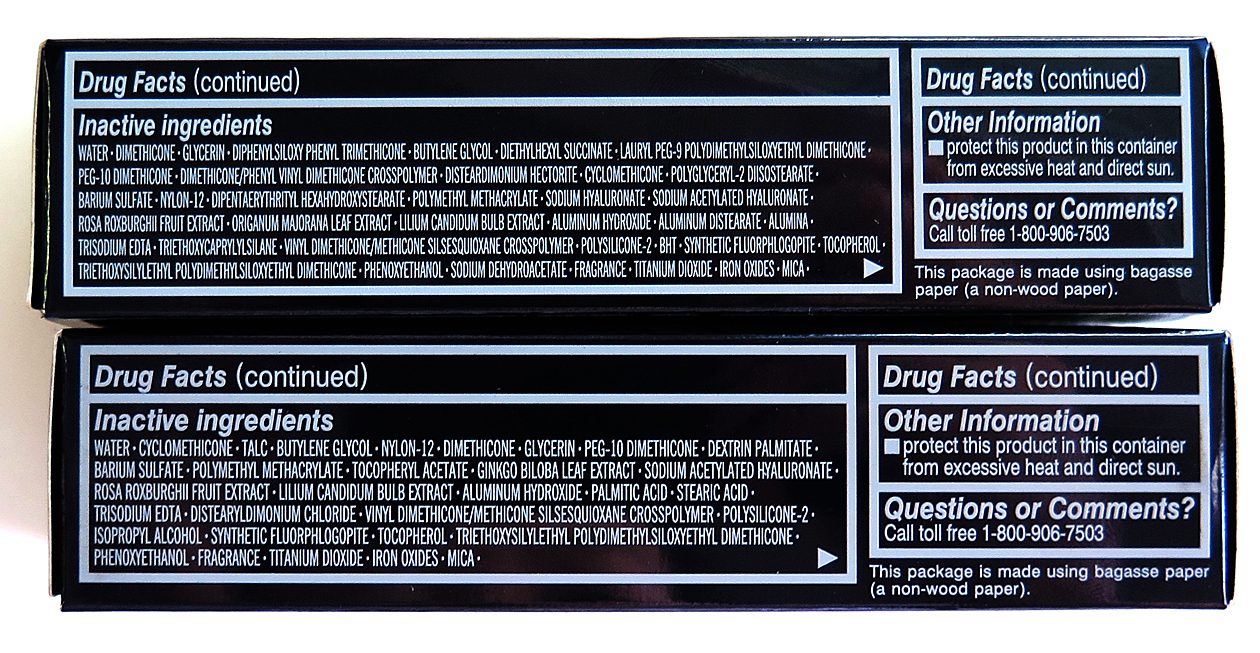 Drug Facts (continued)
Inactive ingredients
WATER · DIMETHICONE · GLYCERIN · DIPHENYLSILOXY PHENYL TRIMETHICONE · BUTYLENE GLYCOL · DIETHYLHEXYL SUCCINATE · LAURYL PEG-9 POLYDIMETHYLSILOXYETHYL DIMETHICONE ·
PEG-10 DIMETHICONE · DIMETHICONE/PHENYL VINYL DIMETHICONE CROSSPOLYMER · DISTEARDIMONIUM HECTORITE · CYCLOMETHICONE · POLYGLYCERYL-2 DIISOSTEARATE ·
BARIUM SULFATE · NYLON-12 · DIPENTAERYTHRITYL HEXAHYDROXYSTEARATE · POLYMETHYL METHACRYLATE · SODIUM HYALURONATE · SODIUM ACETYLATED HYALURONATE ·
ROSA ROXBURGHII FRUIT EXTRACT · ORIGANUM MAJORANA LEAF EXTRACT · LILIUM CANDIDUM BULB EXTRACT · ALUMINUM HYDROXIDE · ALUMINUM DISTEARATE · ALUMINA ·
TRISODIUM EDTA · TRIETHOXYCAPRYLYLSILANE · VINYL DIMETHICONE/METHICONE SILSESQUIOXANE CROSSPOLYMER · POLYSILICONE-2 · BHT · SYNTHETIC FLUORPHLOGOPITE · TOCOPHEROL ·
TRIETHOXYSILYLETHYL POLYDIMETHYLSILOXYETHYL DIMETHICONE · PHENOXYETHANOL · SODIUM DEHYDROACETATE · FRAGRANCE · TITANIUM DIOXIDE · IRON OXIDES · MICA ·
Drug Facts (continued)
Other Information
protect this product in this container
from excessive heat and direct sun.
Questions or Comments?
Call toll free 1-800-906-7503
This package is made using bagasse
paper (a non-wood paper).
Drug Facts (continued)
Inactive ingredients
WATER · CYCLOMETHICONE · TALC · BUTYLENE GLYCOL · NYLON-12 · DIMETHICONE · GLYCERIN · PEG-10 DIMETHICONE · DEXTRIN PALMITATE ·
BARIUM SULFATE · POLYMETHYL METHACRYLATE · TOCOPHERYL ACETATE · GINKGO BILOBA LEAF EXTRACT · SODIUM ACETYLATED HYALURONATE ·
ROSA ROXBURGHII FRUIT EXTRACT · LILIUM CANDIDUM BULB EXTRACT · ALUMINUM HYDROXIDE · PALMITIC ACID · STEARIC ACID ·
TRISODIUM EDTA · DISTEARYLDIMONIUM CHLORIDE · VINYL DIMETHICONE/METHICONE SILSESQUIOXANE CROSSPOLYMER · POLYSILICONE-2 ·
ISOPROPYL ALCOHOL · SYNTHETIC FLUORPHLOGOPITE · TOCOPHEROL · TRIETHOXYSILYLETHYL POLYDIMETHYLSILOXYETHYL DIMETHICONE ·
PHENOXYETHANOL · FRAGRANCE · TITANIUM DIOXIDE · IRON OXIDES · MICA ·
Drug Facts (continued)
Other Information
protect this product in this container
from excessive heat and direct sun.
Questions or Comments?
Call toll free 1-800-906-7503
This package is made using bagasse paper
(a non-wood paper).